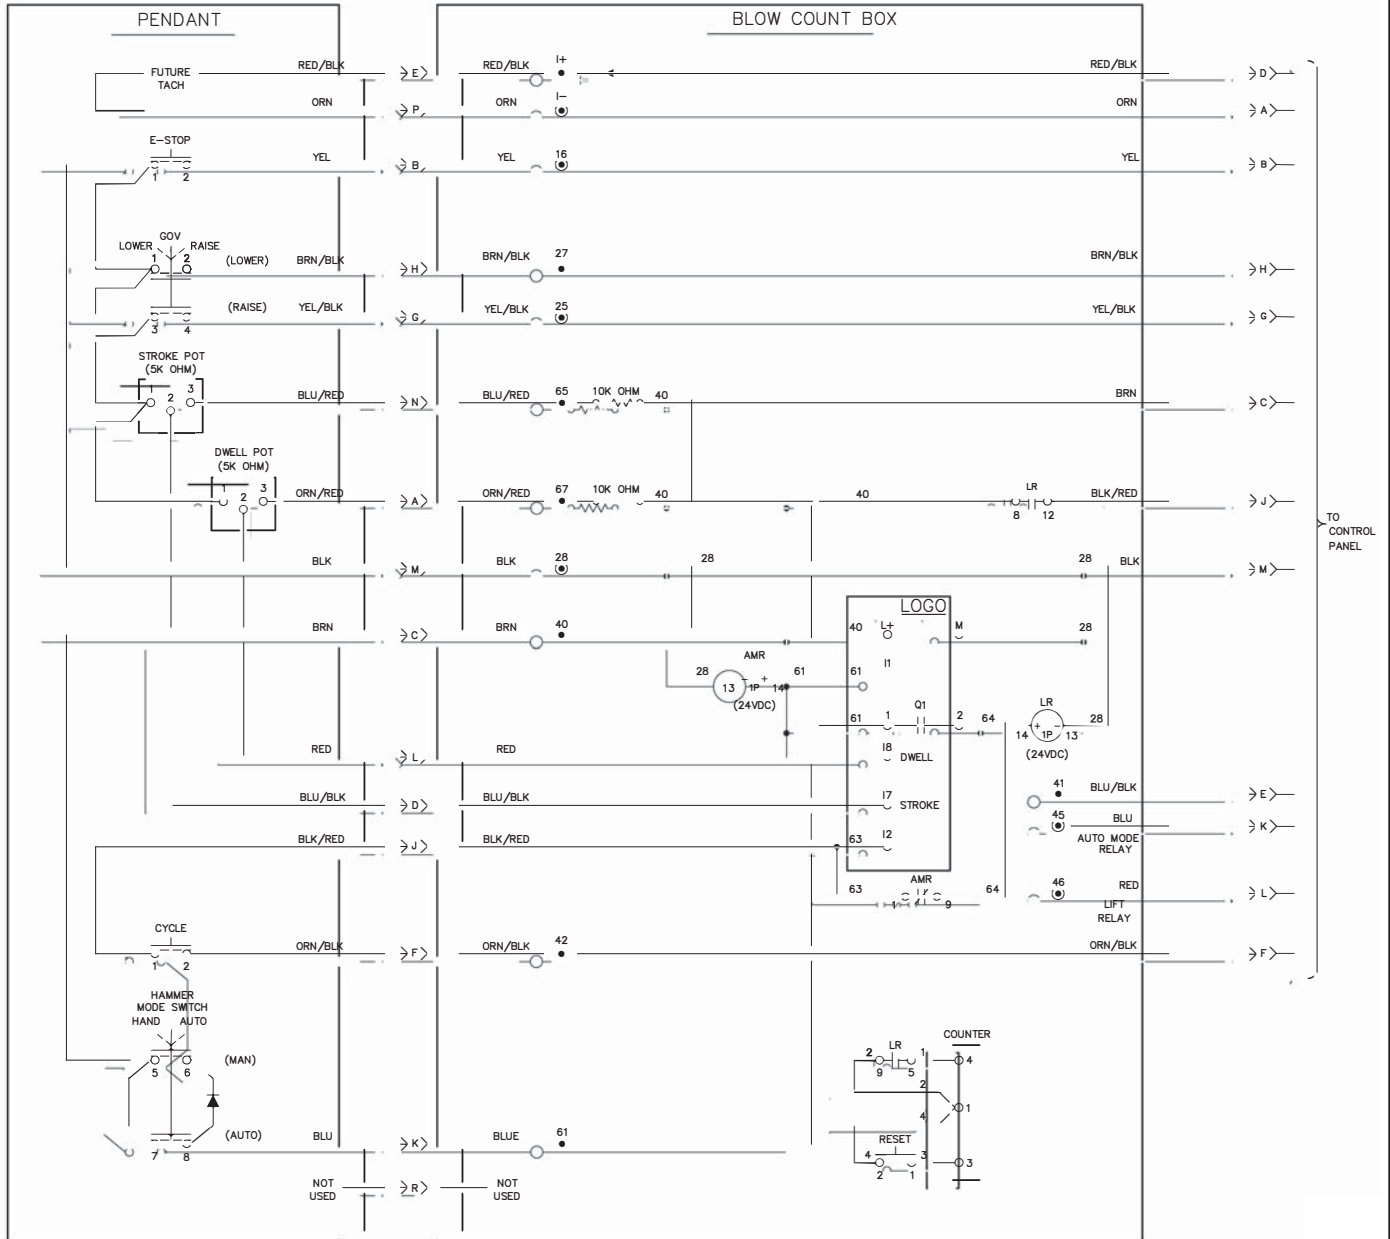 PENDANT
BLOW COUNT BOX
FUTURE
TACH
RED/BLK
E
RED/BLK
I+
RED/BLK
D
ORN
P
ORN
I-
ORN
A
E-STOP
1 2
YEL
B
YEL
16
YEL
B
GOV
LOWER RAISE
1 2
(LOWER)
BRN/BLK
H
BRN/BLK
27
BRN/BLK
H
(RAISE)
3 4
YEL/BLK
G
YEL/BLK
25
YEL/BLK
G
STROKE POT
(5K OHM)
1 2 3
BLU/RED
N
BLU/RED
65
10K OHM
40
BRN
C
DWELL POT
(5K OHM)
1 2 3
ORN/RED
A
ORN/RED
67
10K OHM
40
40
LR
8 12
BLK/RED
J
TO
CONTROL
PANEL
BLK
M
BLK
28
28
28
BLK
M
BRN
C
BRN
40
LOGO
40
L+
M
28
AMR
28
13
- 1P +
14
61
(24VDC)
61
I1
61
1
Q1
2
64
LR
14
+ 1P -
13
28
(24VDC)
RED
L
RED
I8
DWELL
BLU/BLK
D
BLU/BLK
I7
STROKE
41
BLU/BLK
E
45
BLU
K
AUTO MODE
RELAY
BLK/RED
J
BLK/RED
63
I2
63
AMR
1 9
64
46
RED
L
LIFT
RELAY
CYCLE
1 2
ORN/BLK
F
ORN/BLK
42
ORN/BLK
F
HAMMER
MODE SWITCH
HAND AUTO
5 6
(MAN)
(AUTO)
7 8
BLU
K
BLUE
61
NOT
USED
R
NOT
USED
COUNTER
2
LR
1
4
9 5
2
1
4
RESET
4
3
3
2 1